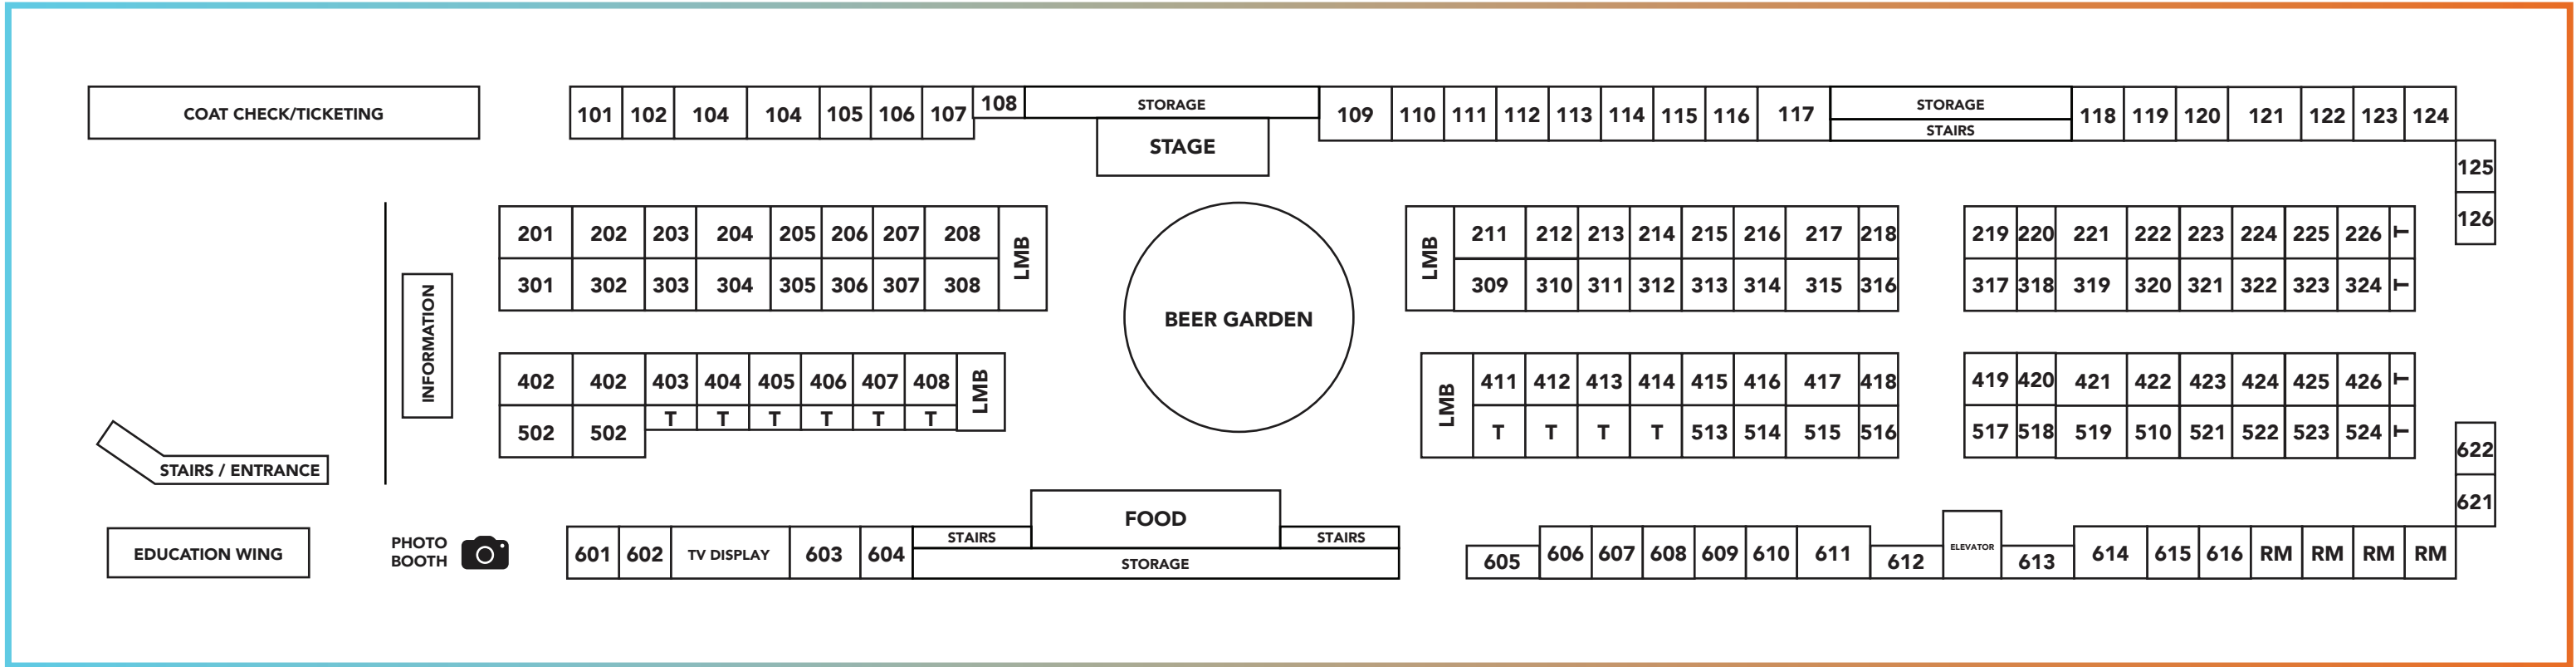 COAT CHECK/TICKETING
101 102 104 104 105 106 107 108 STORAGE 109 110 111 112 113 114 115 116 117 STORAGE 118 119 120 121 122 123 124
STAIRS
STAGE
125
126
201 202 203 204 205 206 207 208 LMB
301 302 303 304 305 306 307 308
LMB 211 212 213 214 215 216 217 218
309 310 311 312 313 314 315 316
219 220 221 222 223 224 225 226 T
317 318 319 320 321 322 323 324 T
INFORMATION
BEER GARDEN
402 402 403 404 405 406 407 408 LMB
502 502 T T T T T T
LMB 411 412 413 414 415 416 417 418
T T T T 513 514 515 516
419 420 421 422 423 424 425 426 T
517 518 519 510 521 522 523 524 T
622
621
STAIRS / ENTRANCE
EDUCATION WING
PHOTO
BOOTH
601 602 TV DISPLAY 603 604
STAIRS
FOOD
STAIRS
STORAGE
605 606 607 608 609 610 611 612 ELEVATOR 613 614 615 616 RM RM RM RM